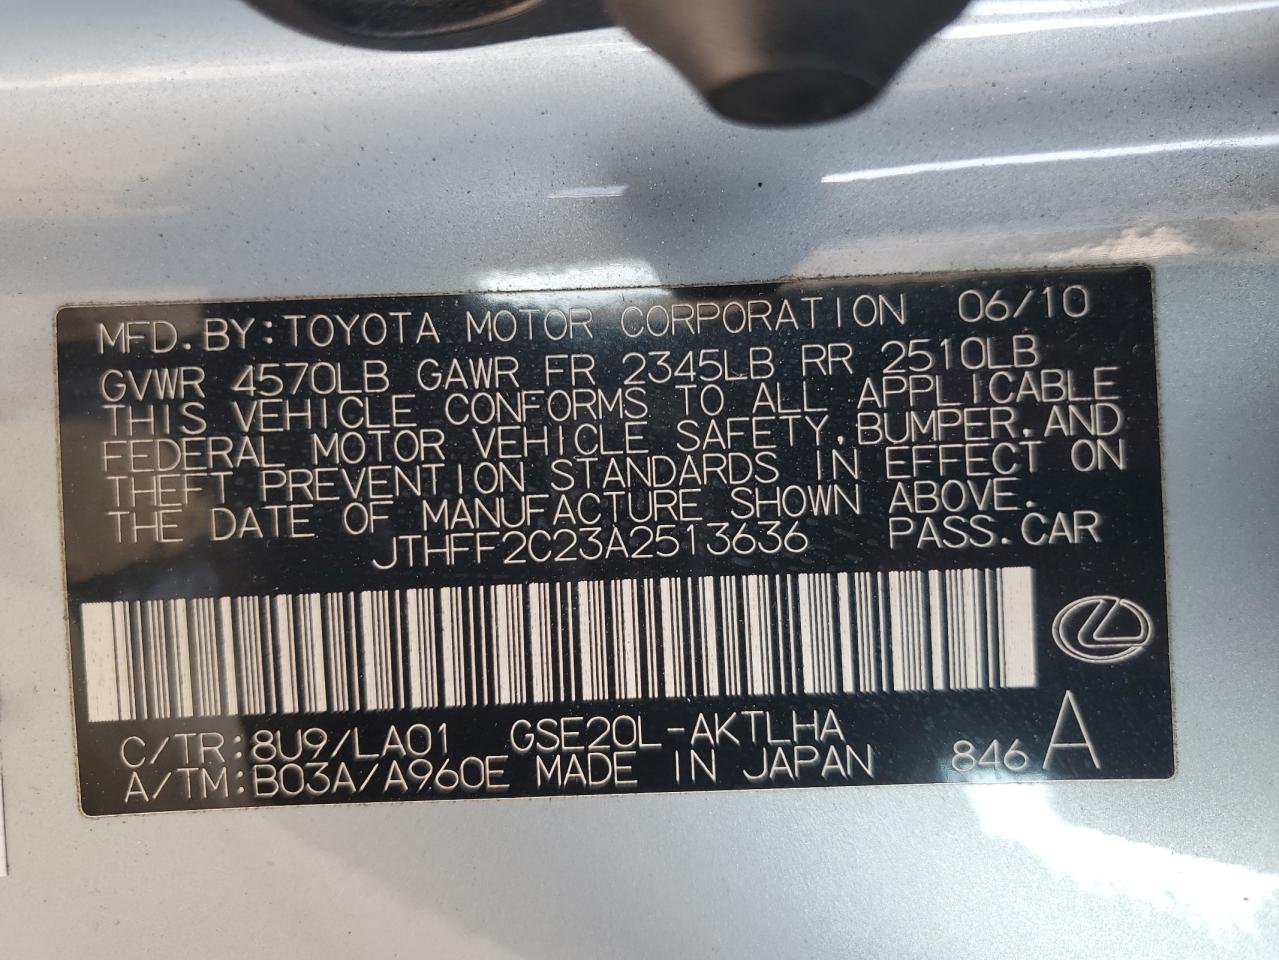 MFD. BY: TOYOTA MOTOR CORPORATION 06/10
GVWR 4570LB GAWR FR 2345LB RR 2510LB
THIS VEHICLE CONFORMS TO ALL APPLICABLE
FEDERAL MOTOR VEHICLE SAFETY, BUMPER, AND
THEFT PREVENTION STANDARDS IN EFFECT ON
THE DATE OF MANUFACTURE SHOWN ABOVE.
JTHFF2C23A2513636 PASS. CAR
C/TR: 8U9/LA01 GSE20L-AKTLHA
A/TM: B03A/A960E MADE IN JAPAN 846 A